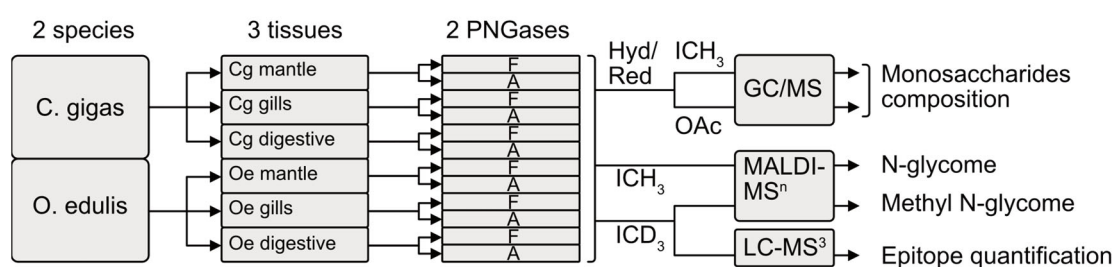 2 species
3 tissues
2 PNGases
C. gigas
O. edulis
Cg mantle
Cg gills
Cg digestive
Oe mantle
Oe gills
Oe digestive
F
A
F
A
F
A
F
A
F
A
F
A
Hyd/
Red
ICH₃
OAc
ICH₃
ICD₃
GC/MS
MALDI-
MSⁿ
LC-MS³
Monosaccharides
composition
N-glycome
Methyl N-glycome
Epitope quantification